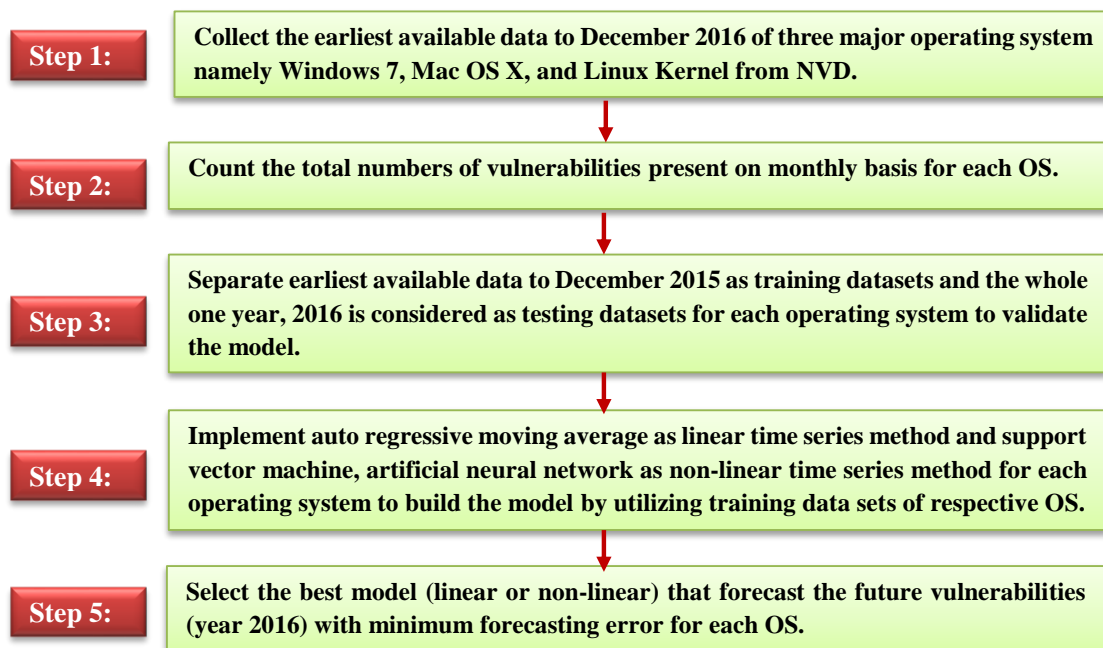 Step 1:
Collect the earliest available data to December 2016 of three major operating system
namely Windows 7, Mac OS X, and Linux Kernel from NVD.
Step 2:
Count the total numbers of vulnerabilities present on monthly basis for each OS.
Step 3:
Separate earliest available data to December 2015 as training datasets and the whole
one year, 2016 is considered as testing datasets for each operating system to validate
the model.
Step 4:
Implement auto regressive moving average as linear time series method and support
vector machine, artificial neural network as non-linear time series method for each
operating system to build the model by utilizing training data sets of respective OS.
Step 5:
Select the best model (linear or non-linear) that forecast the future vulnerabilities
(year 2016) with minimum forecasting error for each OS.